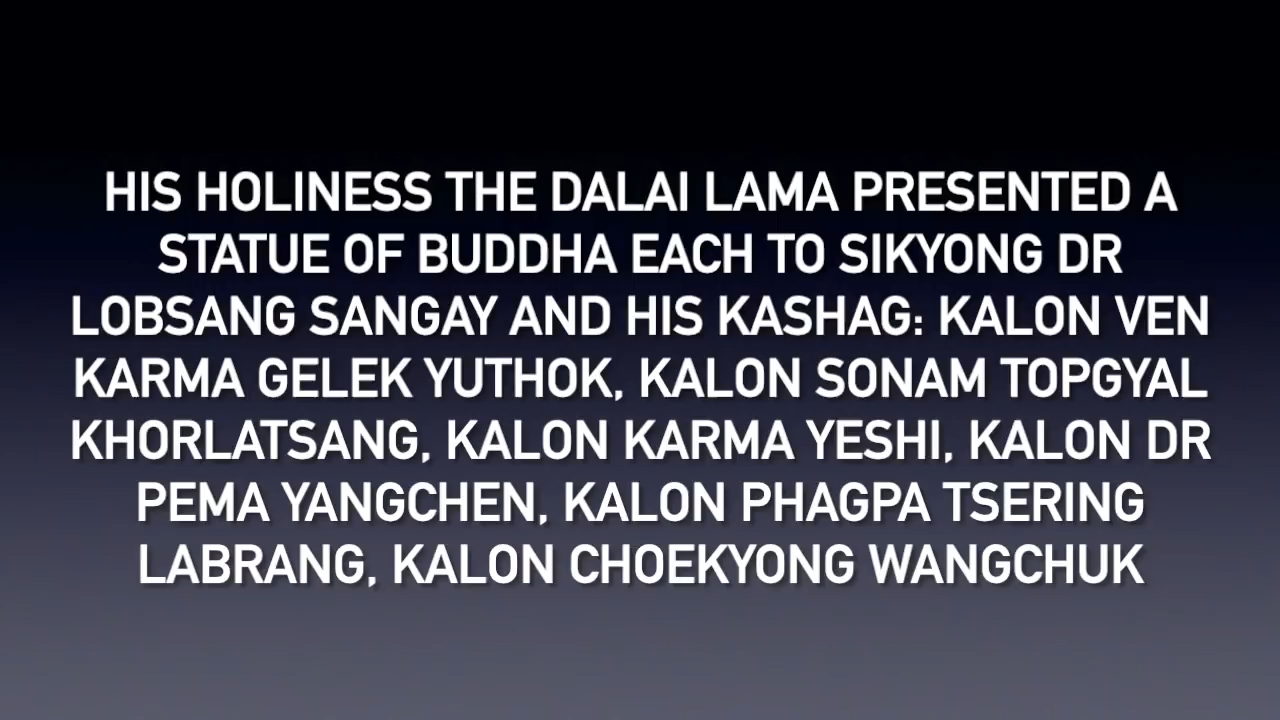 HIS HOLINESS THE DALAI LAMA PRESENTED A
STATUE OF BUDDHA EACH TO SIKYONG DR
LOBSANG SANGAY AND HIS KASHAG: KALON VEN
KARMA GELEK YUTHOK, KALON SONAM TOPGYAL
KHORLATSANG, KALON KARMA YESHI, KALON DR
PEMA YANGCHEN, KALON PHAGPA TSERING
LABRANG, KALON CHOEKYONG WANGCHUK